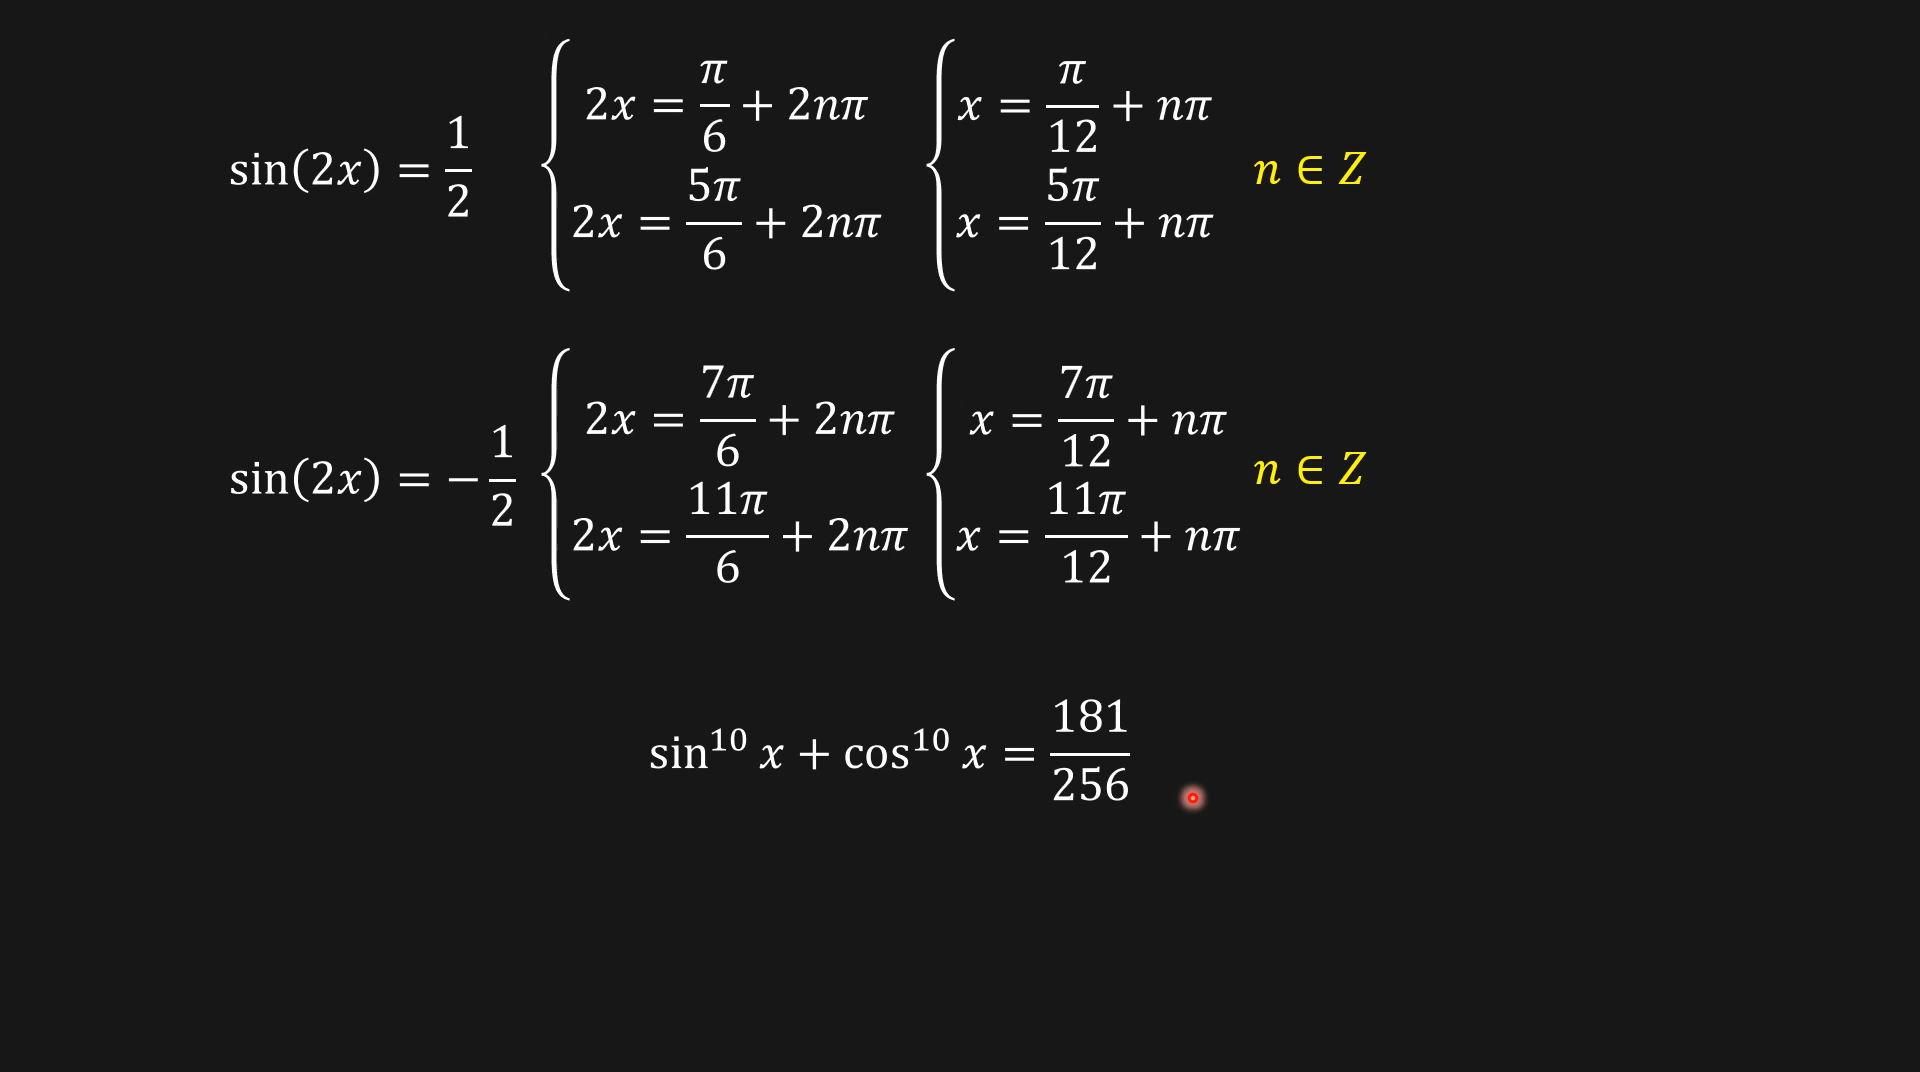 sin(2x) = 1/2 { 2x = π/6 + 2nπ { x = π/12 + nπ n ∈ Z
2x = 5π/6 + 2nπ x = 5π/12 + nπ
sin(2x) = − 1/2 { 2x = 7π/6 + 2nπ { x = 7π/12 + nπ n ∈ Z
2x = 11π/6 + 2nπ x = 11π/12 + nπ
sin¹⁰ x + cos¹⁰ x = 181/256